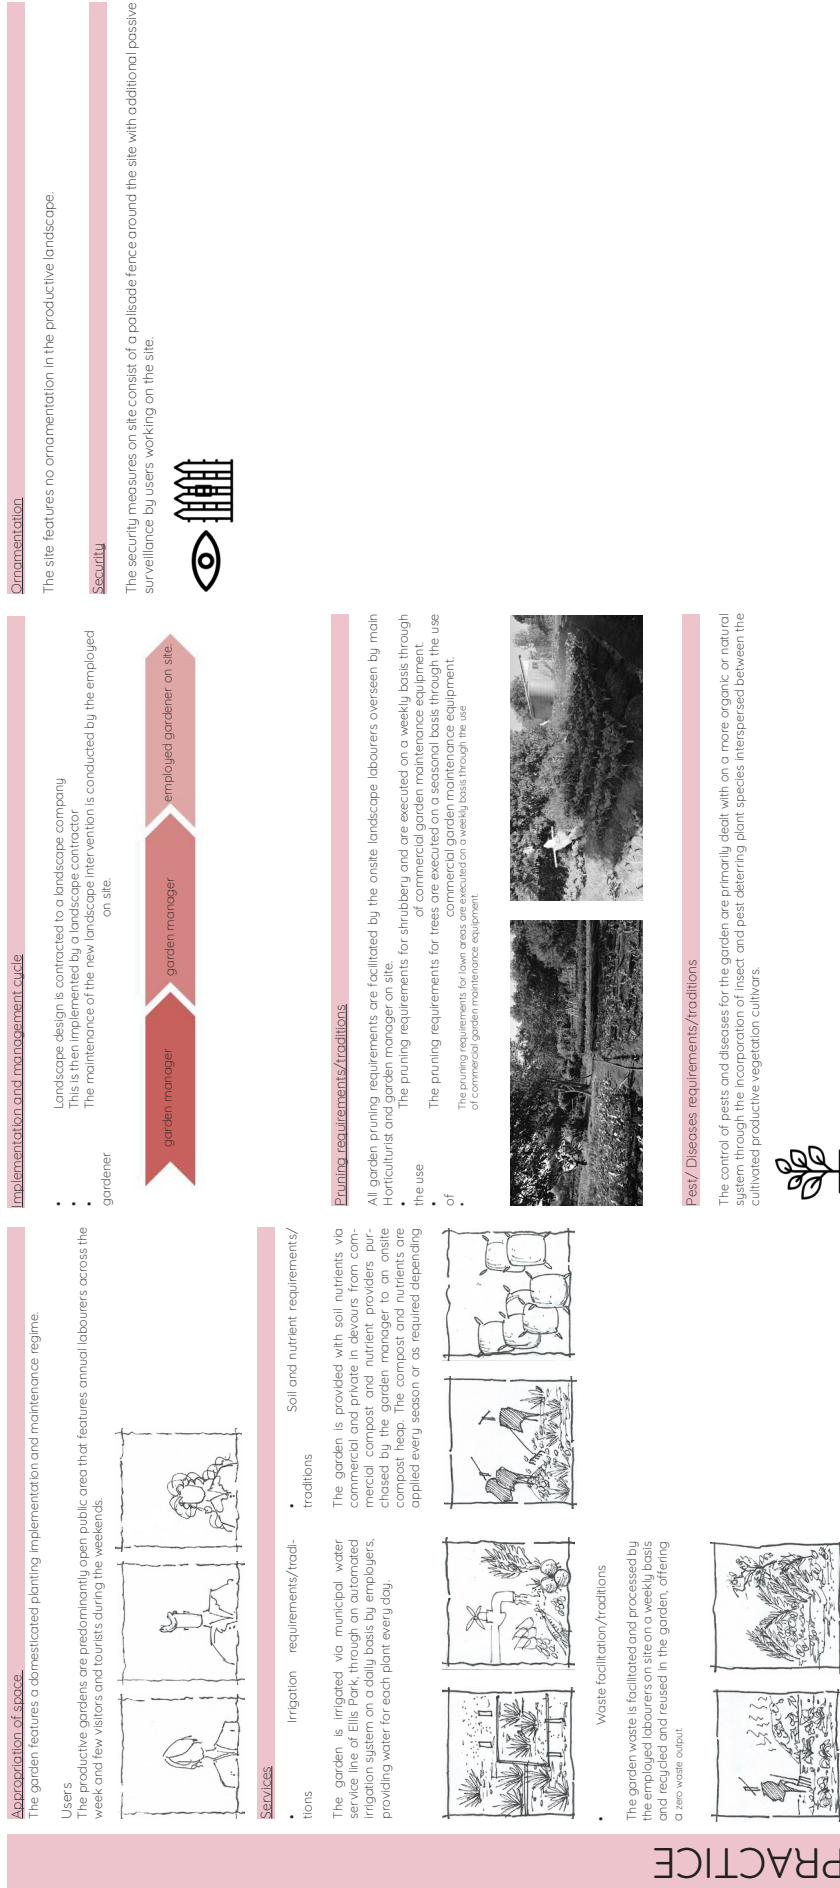 PRACTICE
Appropriation of space
The garden features a domesticated planting implementation and maintenance regime.
Users
The productive gardens are predominantly open public area that features annual labourers across the
week and few visitors and tourists during the weekends.
Services
• Irrigation requirements/tradi-
tions
The garden is irrigated via municipal water
service line of Ellis Park, through an automated
irrigation system on a daily basis by employers,
providing water for each plant every day.
• Soil and nutrient requirements/
traditions
The garden is provided with soil nutrients via
commercial and private in devours from com-
mercial compost and nutrient providers pur-
chased by the garden manager to an onsite
compost heap. The compost and nutrients are
applied every season or as required depending
• Waste facilitation/traditions
The garden waste is facilitated and processed by
the employed labourers on site on a weekly basis
and recycled and reused in the garden, offering
a zero waste output.
Implementation and management cycle
• Landscape design is contracted to a landscape company
• This is then implemented by a landscape contractor
• The maintenance of the new landscape intervention is conducted by the employed
gardener on site.
garden manager
garden manager
employed gardener on site.
Pruning requirements/traditions
All garden pruning requirements are facilitated by the onsite landscape labourers overseen by main
Horticulturist and garden manager on site.
• The pruning requirements for shrubbery and are executed on a weekly basis through
the use of commercial garden maintenance equipment.
• The pruning requirements for trees are executed on a seasonal basis through the use
of commercial garden maintenance equipment.
• The pruning requirements for lawn areas are executed on a weekly basis through the use
of commercial garden maintenance equipment.
Pest/ Diseases requirements/traditions
The control of pests and diseases for the garden are primarily dealt with on a more organic or natural
system through the incorporation of insect and pest deterring plant species interspersed between the
cultivated productive vegetation cultivars.
Ornamentation
The site features no ornamentation in the productive landscape.
Security
The security measures on site consist of a palisade fence around the site with additional passive
surveillance by users working on the site.